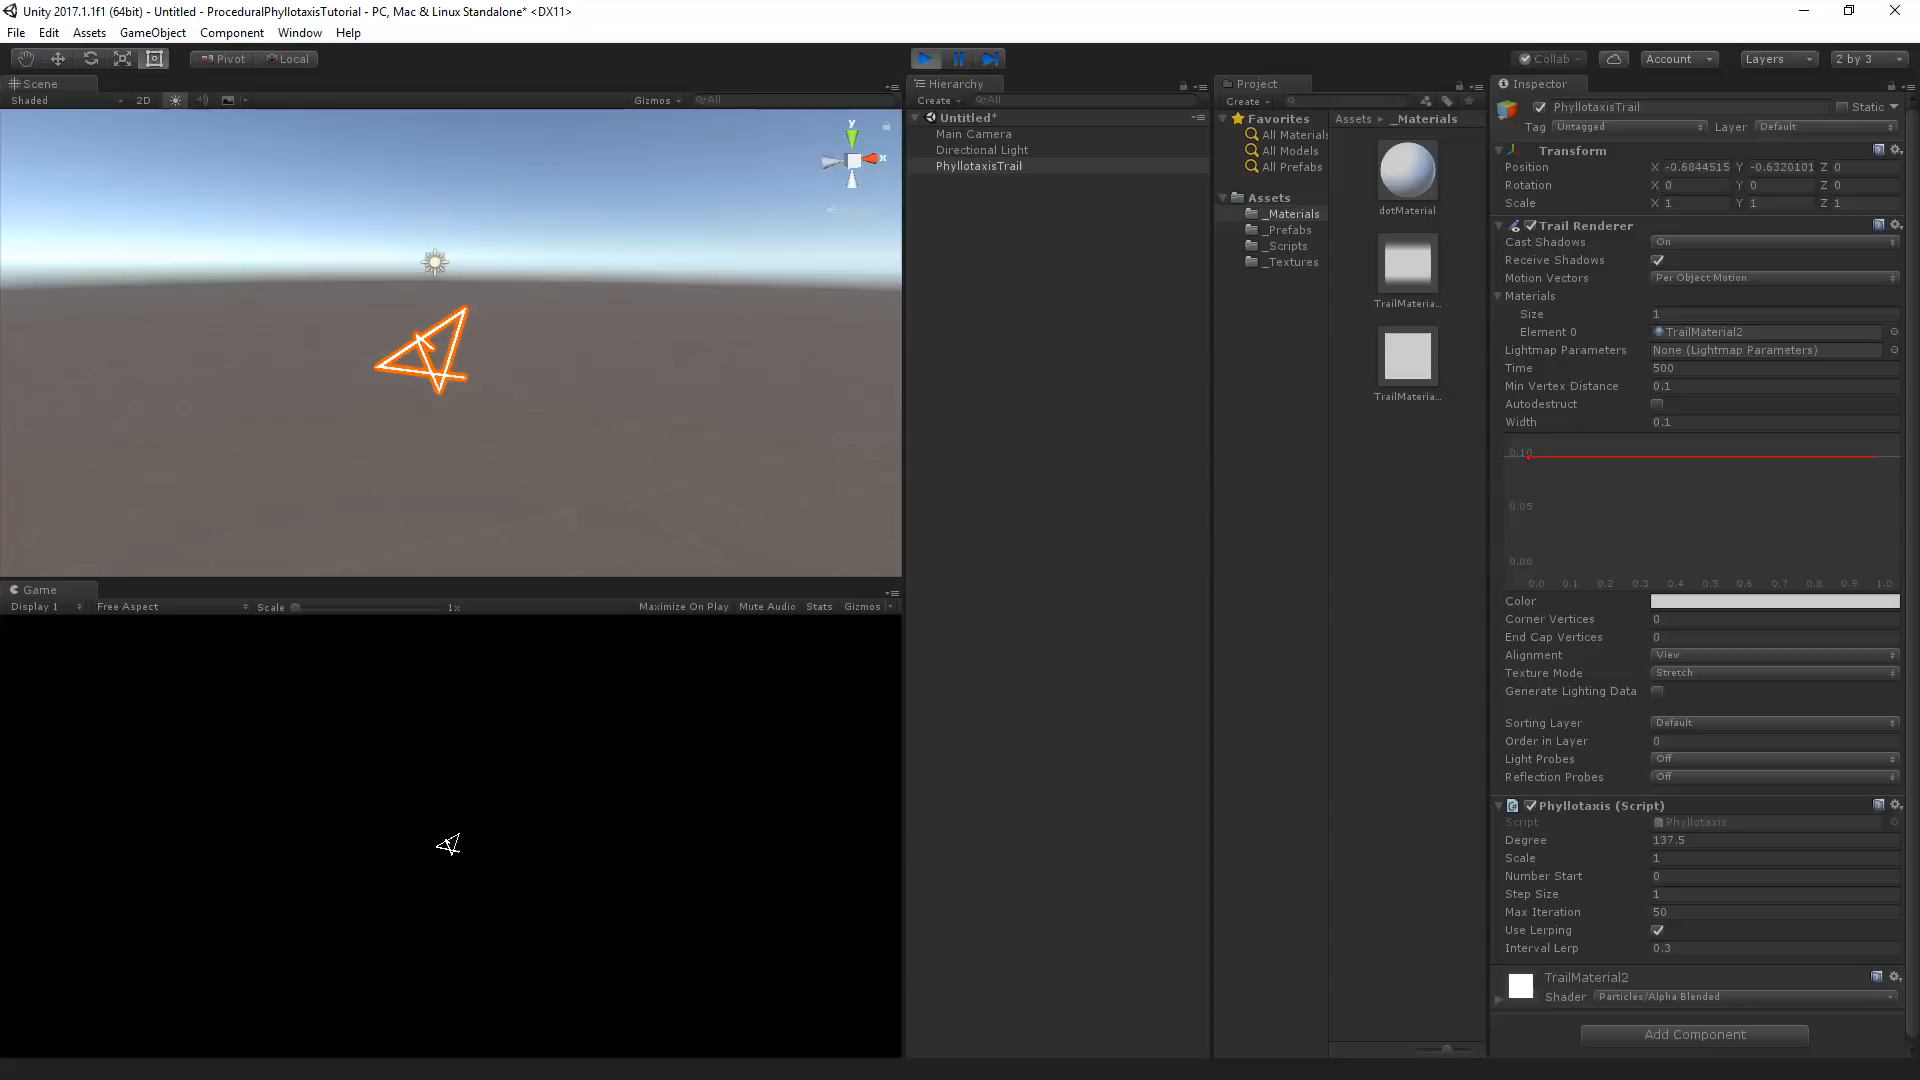 Unity 2017.1.1f1 (64bit) - Untitled - ProceduralPhyllotaxisTutorial - PC, Mac & Linux Standalone* <DX11>
File Edit Assets GameObject Component Window Help
Pivot Local
Collab Account Layers 2 by 3
Scene
Shaded 2D Gizmos All
y
x
Game
Display 1 Free Aspect Scale 1x Maximize On Play Mute Audio Stats Gizmos
Hierarchy
Create All
Untitled*
Main Camera
Directional Light
PhyllotaxisTrail
Project
Create
Favorites
All Materials
All Models
All Prefabs
Assets
_Materials
_Prefabs
_Scripts
_Textures
Assets _Materials
dotMaterial
TrailMateria...
TrailMateria...
Inspector
PhyllotaxisTrail Static
Tag Untagged Layer Default
Transform
Position X -0.6844515 Y -0.6320101 Z 0
Rotation X 0 Y 0 Z 0
Scale X 1 Y 1 Z 1
Trail Renderer
Cast Shadows On
Receive Shadows
Motion Vectors Per Object Motion
Materials
Size 1
Element 0 TrailMaterial2
Lightmap Parameters None (Lightmap Parameters)
Time 500
Min Vertex Distance 0.1
Autodestruct
Width 0.1
0.10
0.05
0.00
0.0 0.1 0.2 0.3 0.4 0.5 0.6 0.7 0.8 0.9 1.0
Color
Corner Vertices 0
End Cap Vertices 0
Alignment View
Texture Mode Stretch
Generate Lighting Data
Sorting Layer Default
Order in Layer 0
Light Probes Off
Reflection Probes Off
Phyllotaxis (Script)
Script Phyllotaxis
Degree 137.5
Scale 1
Number Start 0
Step Size 1
Max Iteration 50
Use Lerping
Interval Lerp 0.3
TrailMaterial2
Shader Particles/Alpha Blended
Add Component